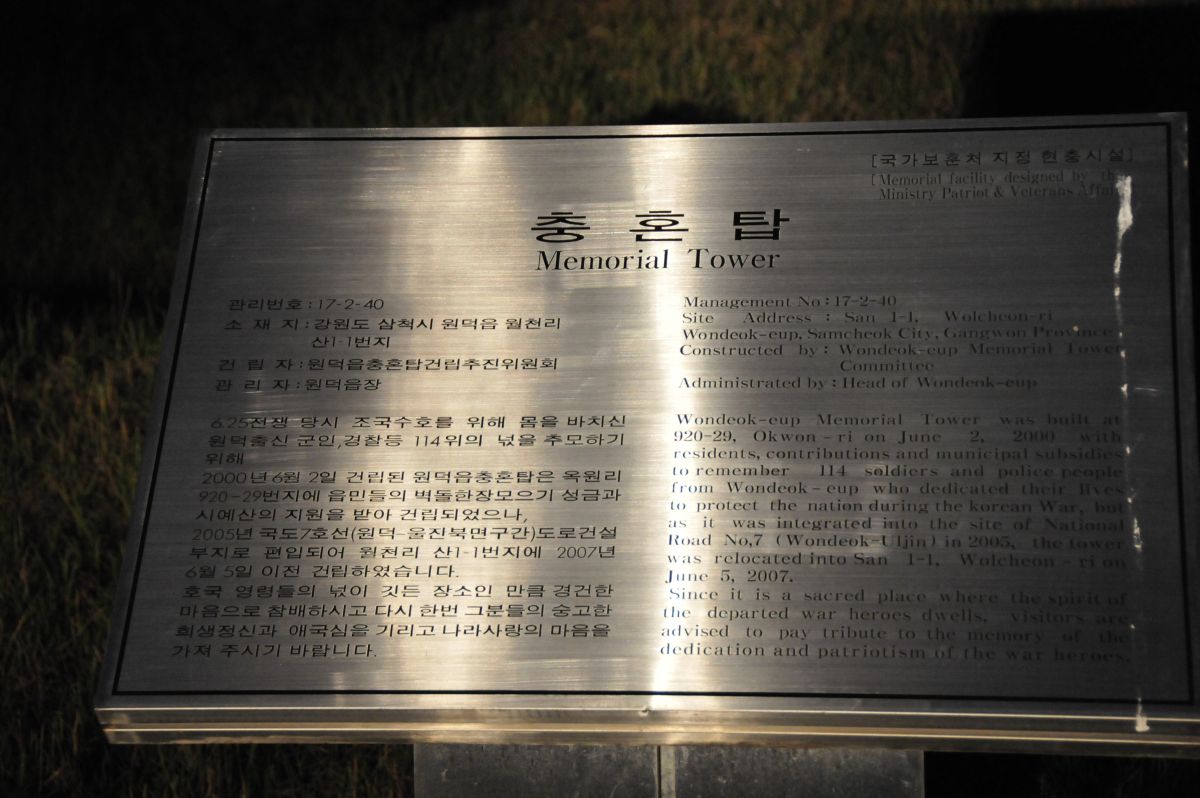 [국가보훈처 지정 현충시설]
[Memorial facility designed by the
Ministry Patriot & Veterans Affairs
충 혼 탑
Memorial Tower
관리번호 : 17-2-40
소 재 지 : 강원도 삼척시 원덕읍 월천리
산1-1번지
건 립 자 : 원덕읍충혼탑건립추진위원회
관 리 자 : 원덕읍장
6.25전쟁 당시 조국수호를 위해 몸을 바치신
원덕출신 군인,경찰등 114위의 넋을 추모하기
위해
2000년 6월 2일 건립된 원덕읍충혼탑은 옥원리
920-29번지에 읍민들의 벽돌한장모으기 성금과
시예산의 지원을 받아 건립되었으나,
2005년 국도7호선(원덕-울진북면구간)도로건설
부지로 편입되어 월천리 산1-1번지에 2007년
6월 5일 이전 건립하였습니다.
호국 영령들의 넋이 깃든 장소인 만큼 경건한
마음으로 참배하시고 다시 한번 그분들의 숭고한
희생정신과 애국심을 기리고 나라사랑의 마음을
가져 주시기 바랍니다.
Management No : 17-2-40
Site Address : San 1-1, Wolcheon-ri
Wondeok-eup, Samcheok City, Gangwon Province
Constructed by : Wondeok-eup Memorial Tower
Committee
Administrated by : Head of Wondeok-eup
Wondeok-eup Memorial Tower was built at
920-29, Okwon-ri on June 2, 2000 with
residents, contributions and municipal subsidies
to remember 114 soldiers and police people
from Wondeok-eup who dedicated their lives
to protect the nation during the korean War, but
as it was integrated into the site of National
Road No,7 (Wondeok-Uljin) in 2005, the tower
was relocated into San 1-1, Wolcheon-ri on
June 5, 2007.
Since it is a sacred place where the spirit of
the departed war heroes dwells, visitors are
advised to pay tribute to the memory of the
dedication and patriotism of the war heroes.